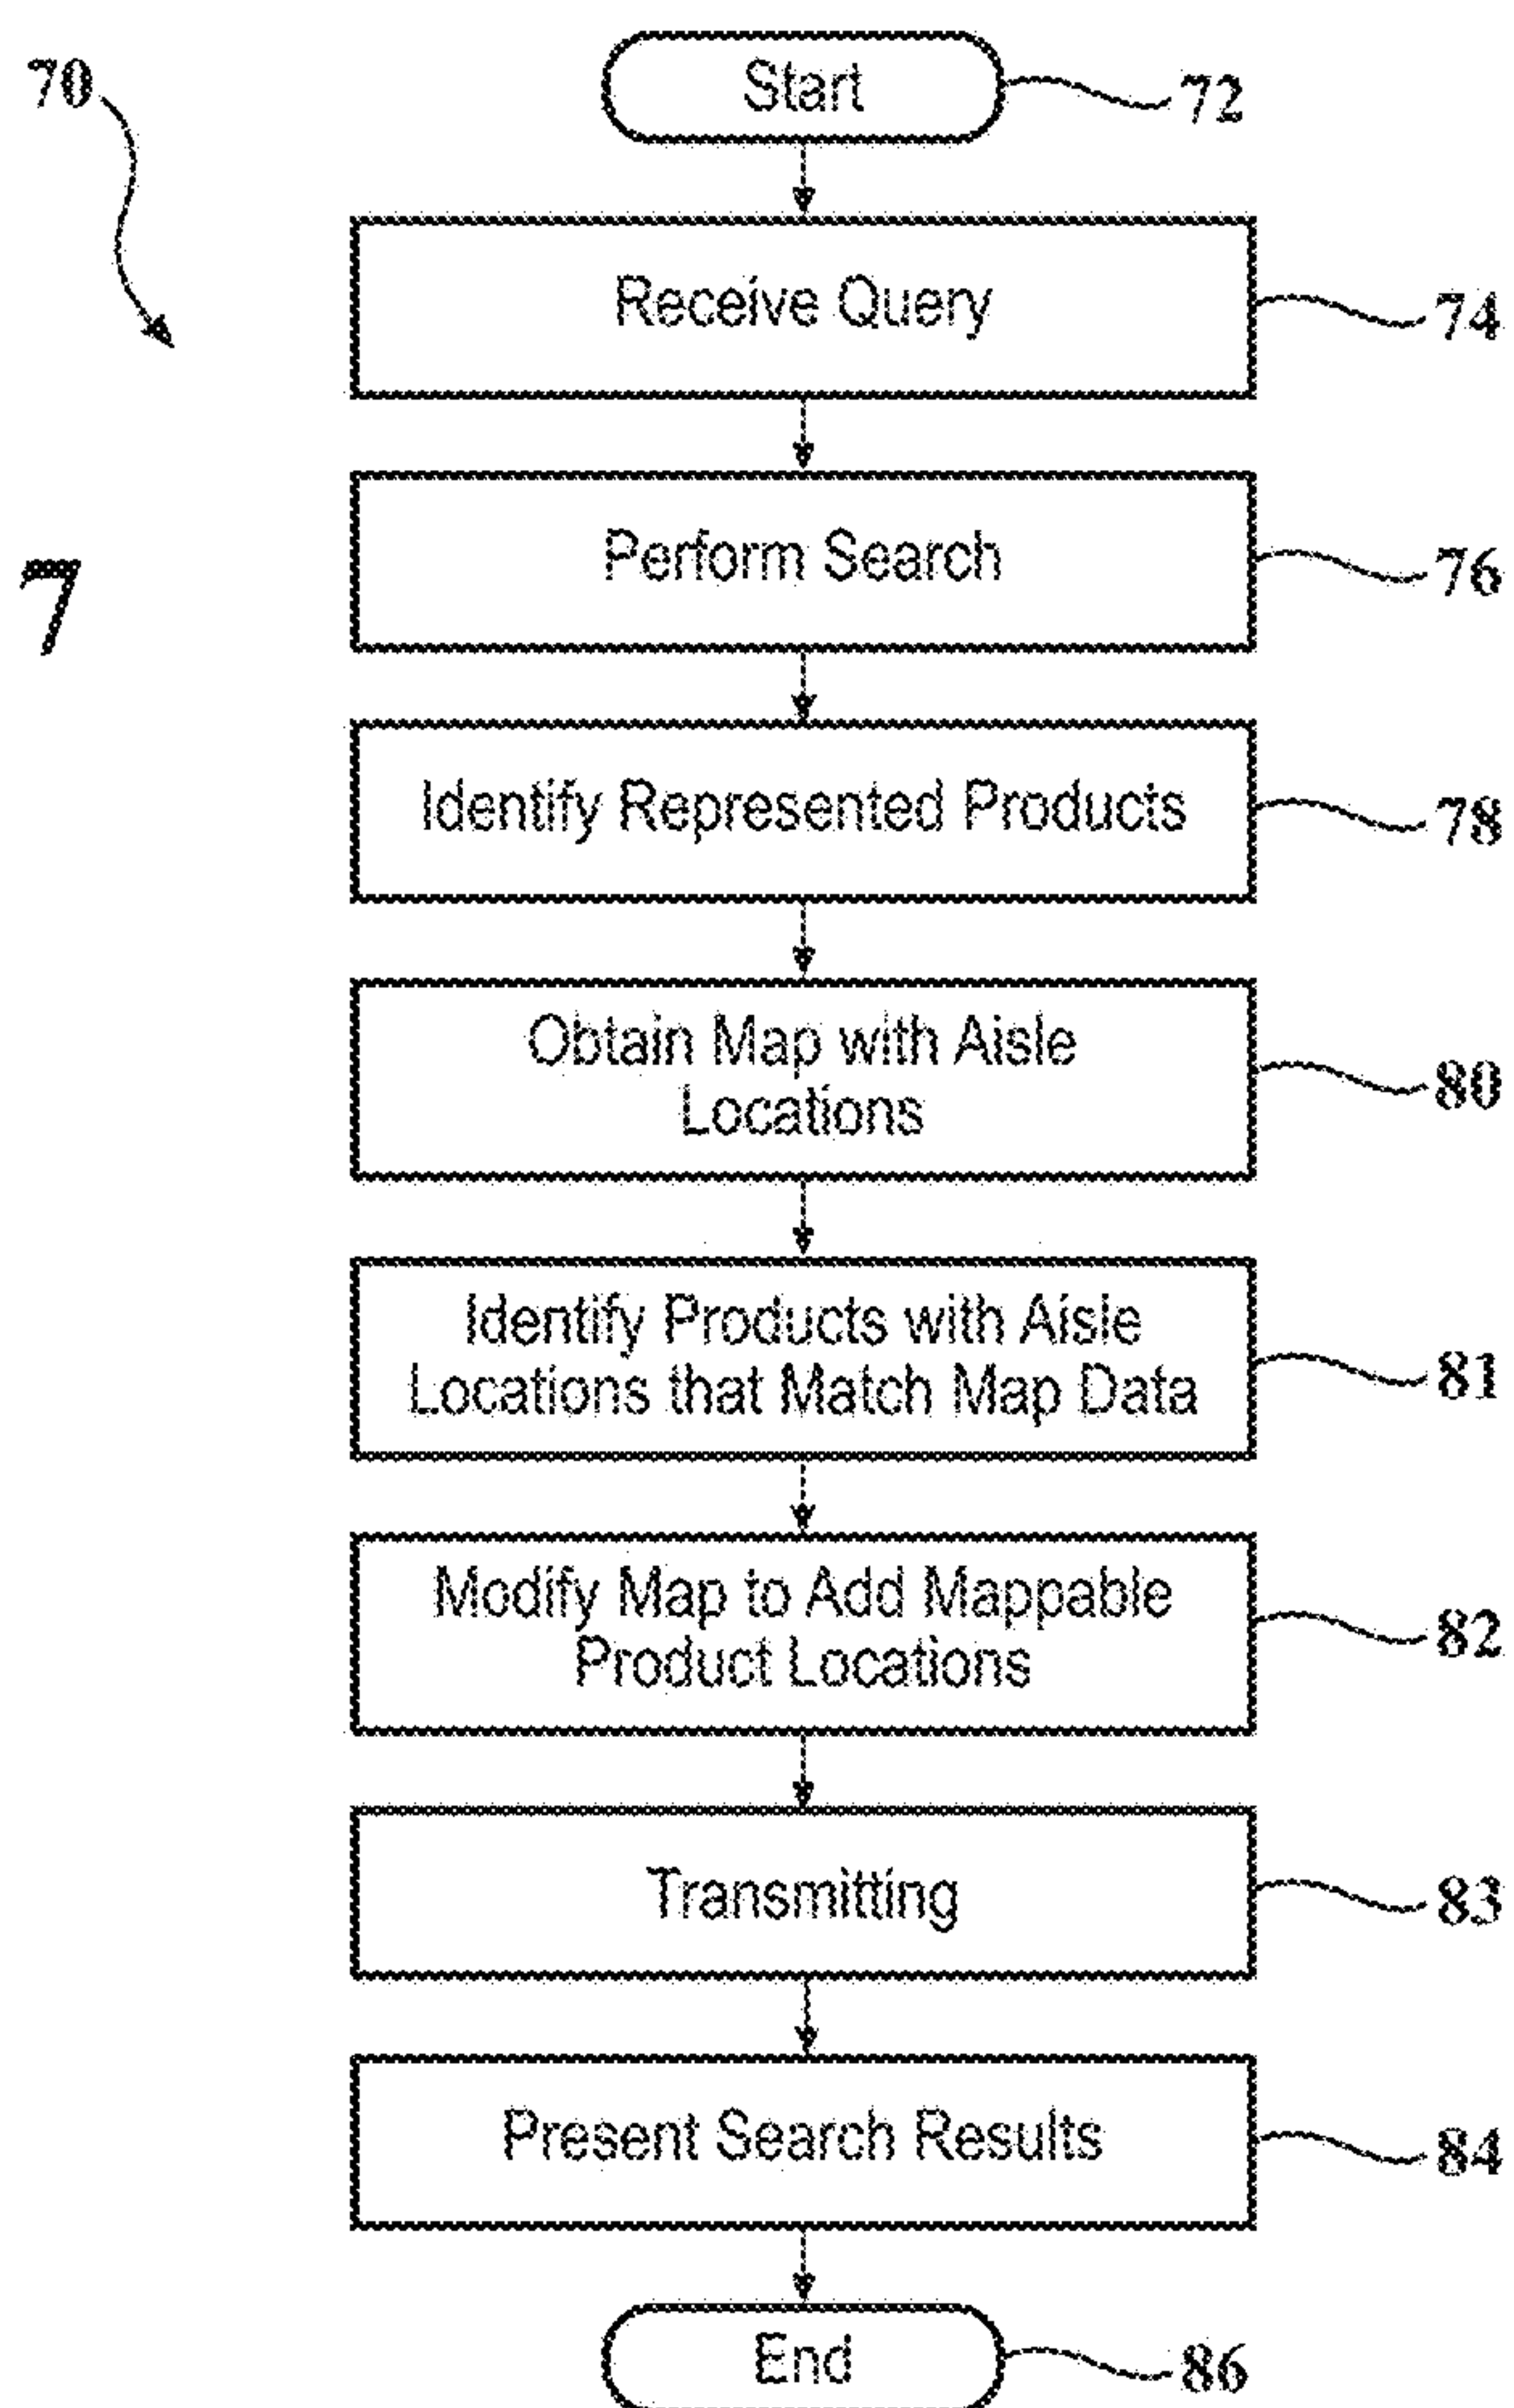 70
Start
72
Receive Query
74
Perform Search
76
7
Identify Represented Products
78
Obtain Map with Aisle
Locations
80
Identify Products with Aisle
Locations that Match Map Data
81
Modify Map to Add Mappable
Product Locations
82
Transmitting
83
Present Search Results
84
End
86